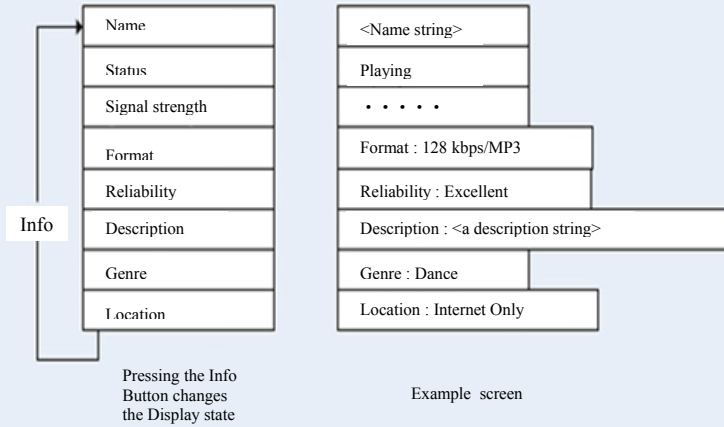 Name
Status
Signal strength
Format
Reliability
Description
Genre
Location
Info
Pressing the Info
Button changes
the Display state
<Name string>
Playing
• • • • •
Format : 128 kbps/MP3
Reliability : Excellent
Description : <a description string>
Genre : Dance
Location : Internet Only
Example screen